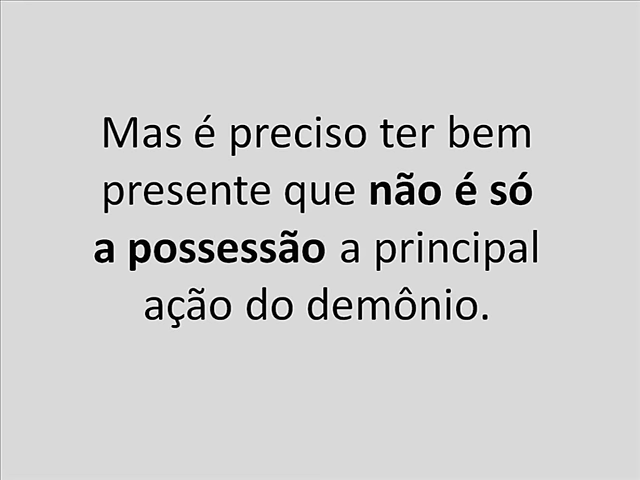 Mas é preciso ter bem
presente que não é só
a possessão a principal
ação do demônio.